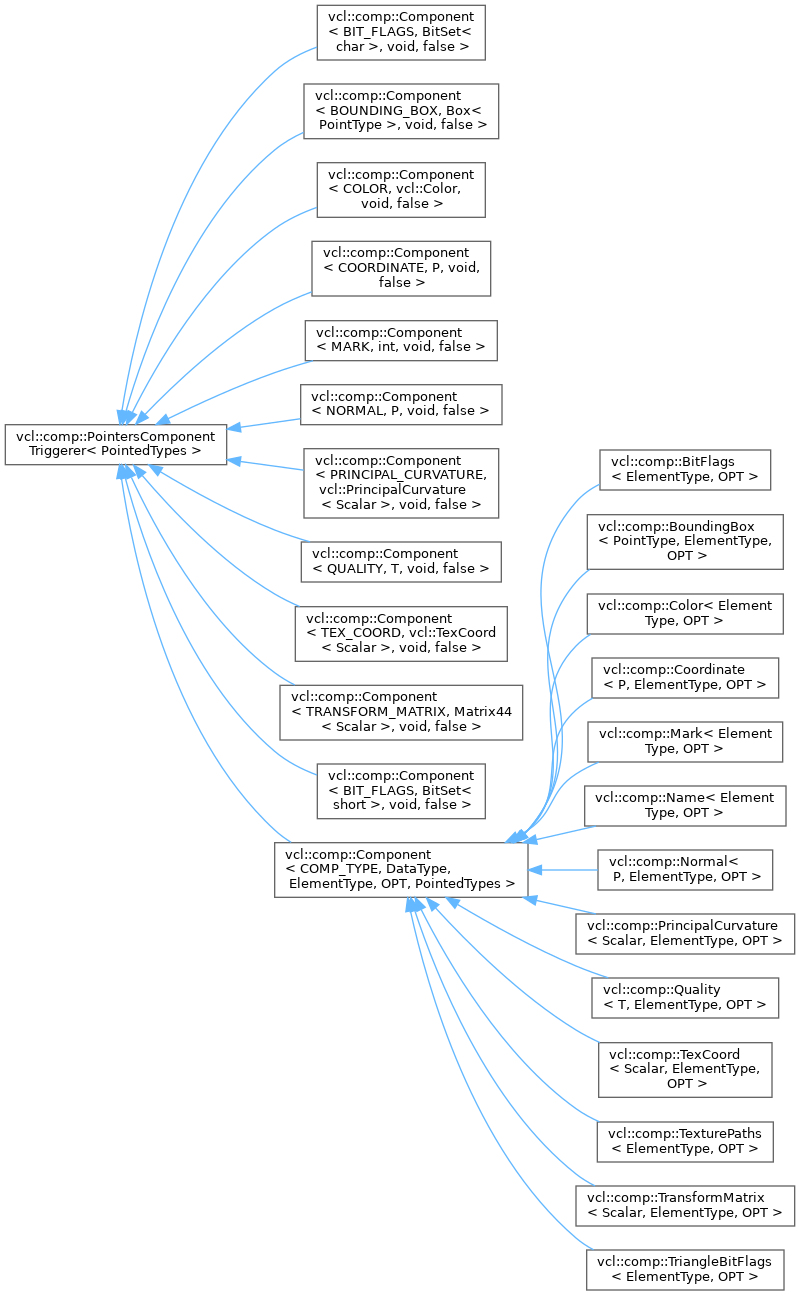 vcl::comp::Component
< BIT_FLAGS, BitSet<
char >, void, false >
vcl::comp::Component
< BOUNDING_BOX, Box<
PointType >, void, false >
vcl::comp::Component
< COLOR, vcl::Color,
void, false >
vcl::comp::Component
< COORDINATE, P, void,
false >
vcl::comp::Component
< MARK, int, void, false >
vcl::comp::Component
< NORMAL, P, void, false >
vcl::comp::PointersComponent
Triggerer< PointedTypes >
vcl::comp::Component
< PRINCIPAL_CURVATURE,
vcl::PrincipalCurvature
< Scalar >, void, false >
vcl::comp::Component
< QUALITY, T, void, false >
vcl::comp::Component
< TEX_COORD, vcl::TexCoord
< Scalar >, void, false >
vcl::comp::Component
< TRANSFORM_MATRIX, Matrix44
< Scalar >, void, false >
vcl::comp::Component
< BIT_FLAGS, BitSet<
short >, void, false >
vcl::comp::Component
< COMP_TYPE, DataType,
ElementType, OPT, PointedTypes >
vcl::comp::BitFlags
< ElementType, OPT >
vcl::comp::BoundingBox
< PointType, ElementType,
OPT >
vcl::comp::Color< Element
Type, OPT >
vcl::comp::Coordinate
< P, ElementType, OPT >
vcl::comp::Mark< Element
Type, OPT >
vcl::comp::Name< Element
Type, OPT >
vcl::comp::Normal<
P, ElementType, OPT >
vcl::comp::PrincipalCurvature
< Scalar, ElementType, OPT >
vcl::comp::Quality
< T, ElementType, OPT >
vcl::comp::TexCoord
< Scalar, ElementType,
OPT >
vcl::comp::TexturePaths
< ElementType, OPT >
vcl::comp::TransformMatrix
< Scalar, ElementType, OPT >
vcl::comp::TriangleBitFlags
< ElementType, OPT >